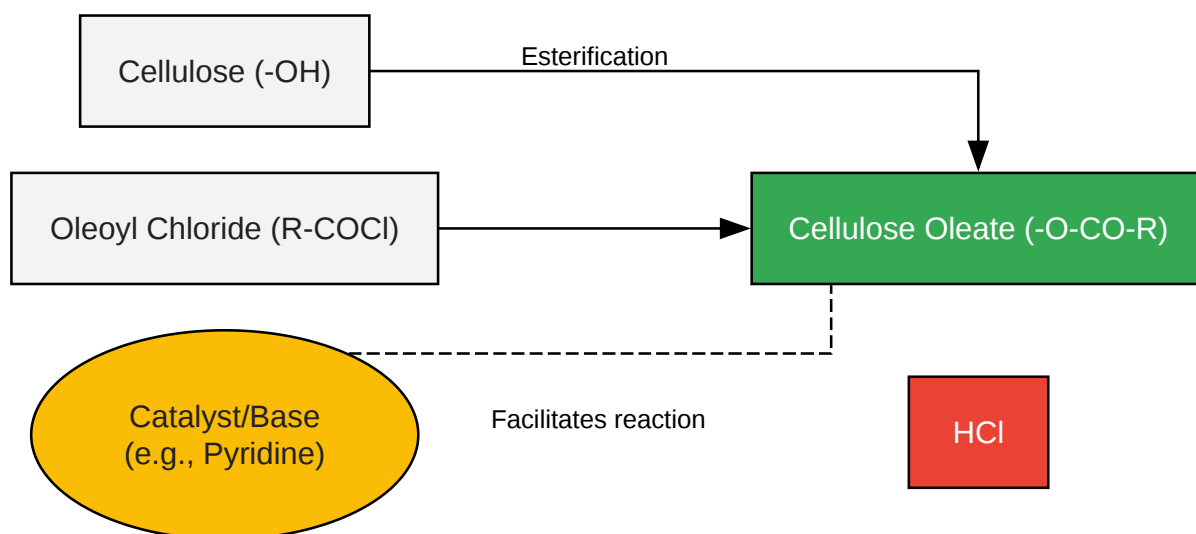 Cellulose (-OH)
Esterification
Oleoyl Chloride (R-COCl)
Cellulose Oleate (-O-CO-R)
Catalyst/Base
(e.g., Pyridine)
Facilitates reaction
HCl